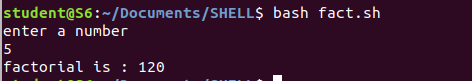 student@S6:~/Documents/SHELL$ bash fact.sh
enter a number
5
factorial is : 120